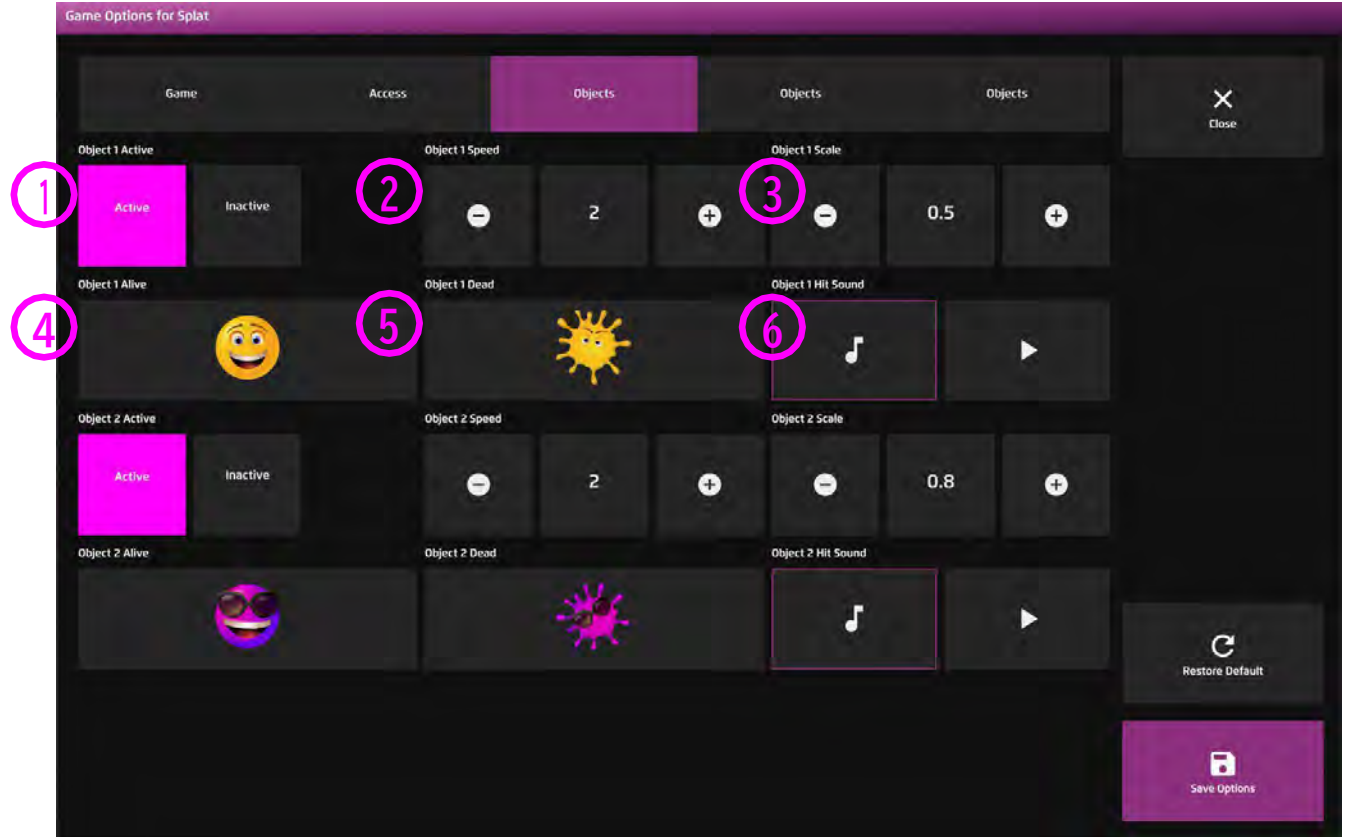 Game Options for Splat
Game Access Objects Objects Objects
Close
Object 1 Active Object 1 Speed Object 1 Scale
1 Active Inactive 2 2 3 0.5
Object 1 Alive Object 1 Dead Object 1 Hit Sound
4 5 6
Object 2 Active Object 2 Speed Object 2 Scale
Active Inactive 2 0.8
Object 2 Alive Object 2 Dead Object 2 Hit Sound
Restore Default
Save Options